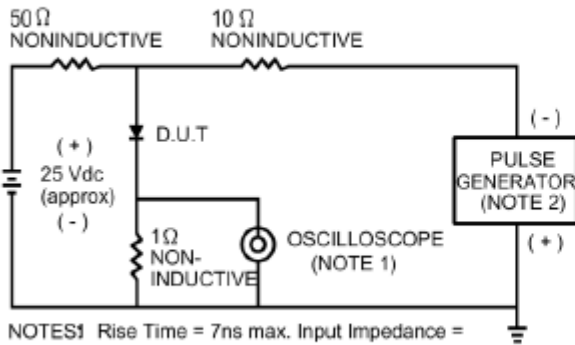 50 Ω
NONINDUCTIVE
10 Ω
NONINDUCTIVE
D.U.T
( + )
25 Vdc
(approx)
( - )
1Ω
NON-
INDUCTIVE
OSCILLOSCOPE
(NOTE 1)
( - )
PULSE
GENERATOR
(NOTE 2)
( + )
NOTES1 Rise Time = 7ns max. Input Impedance =